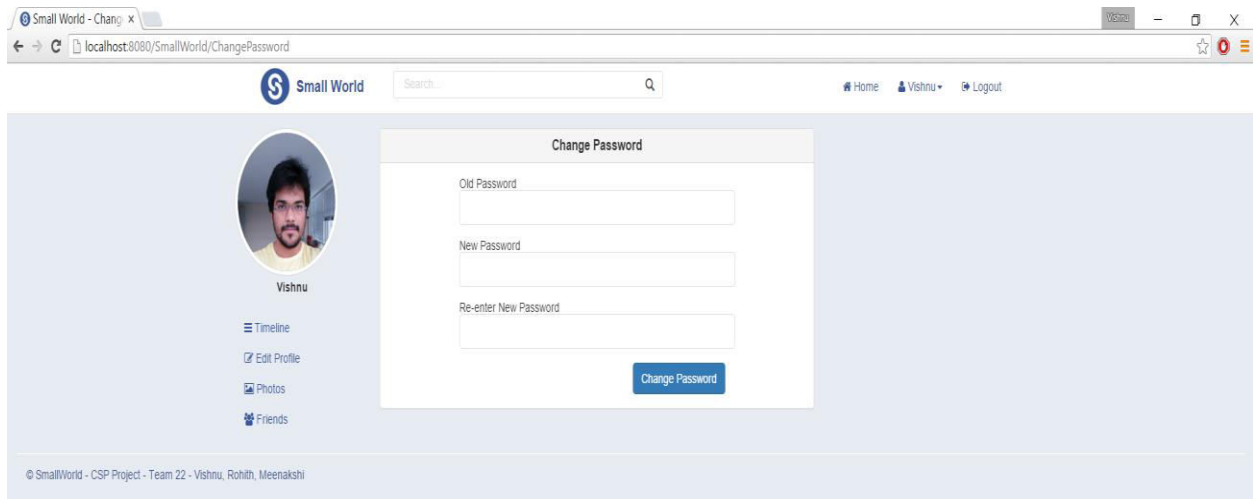 Small World - Chang
Vishnu
localhost:8080/SmallWorld/ChangePassword
Small World
Search...
Home
Vishnu
Logout
Vishnu
Timeline
Edit Profile
Photos
Friends
Change Password
Old Password
New Password
Re-enter New Password
Change Password
© SmallWorld - CSP Project - Team 22 - Vishnu, Rohith, Meenakshi